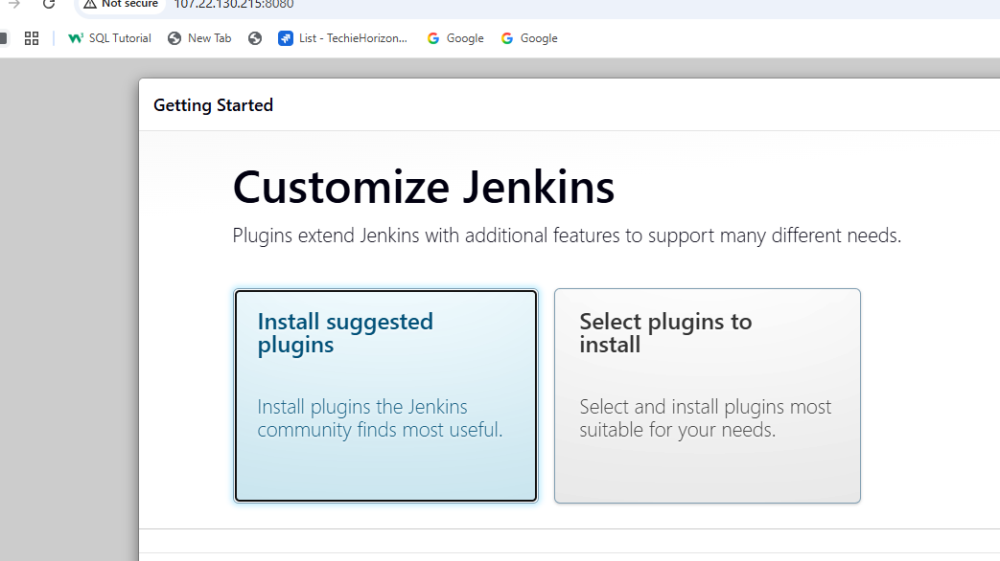 Not secure 107.22.130.215:8080
SQL Tutorial New Tab List - TechieHorizon... Google Google
Getting Started
Customize Jenkins
Plugins extend Jenkins with additional features to support many different needs.
Install suggested
plugins
Install plugins the Jenkins
community finds most useful.
Select plugins to
install
Select and install plugins most
suitable for your needs.